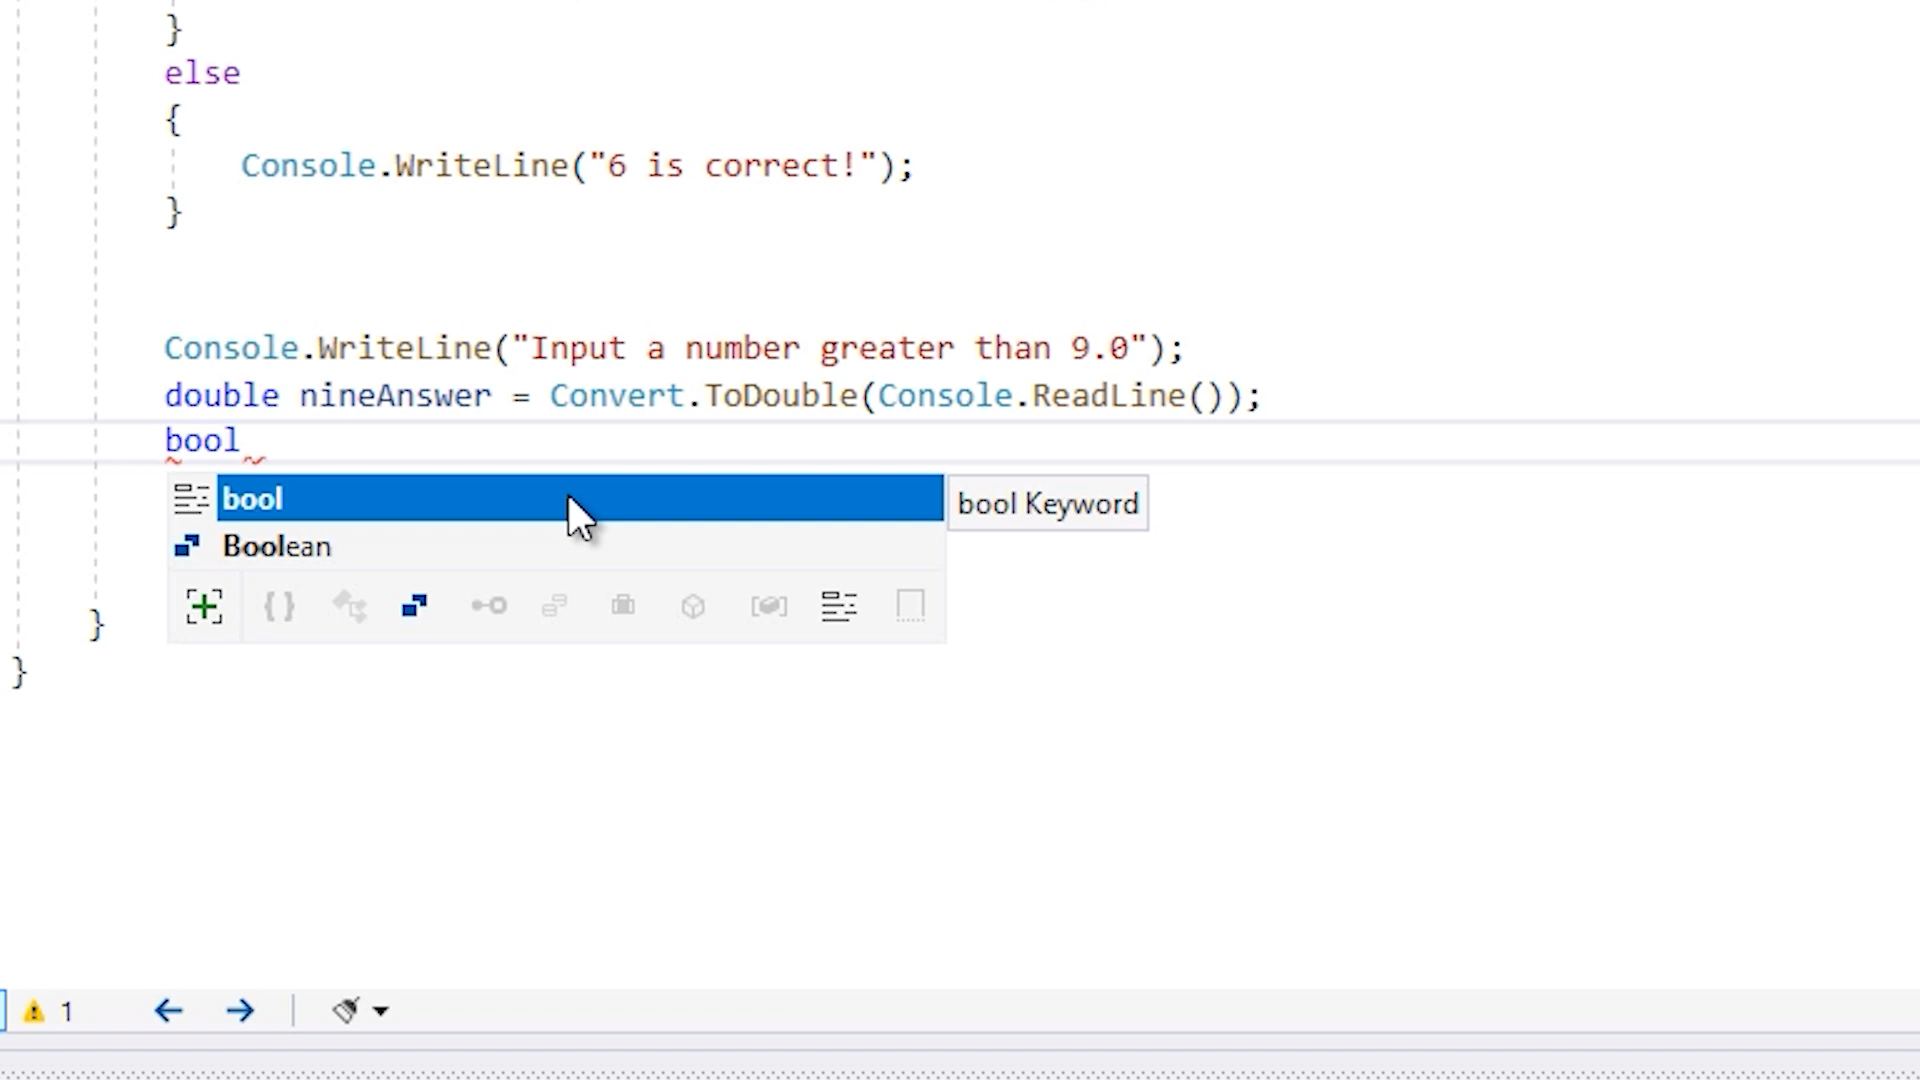 }
else
{
Console.WriteLine("6 is correct!");
}
Console.WriteLine("Input a number greater than 9.0");
double nineAnswer = Convert.ToDouble(Console.ReadLine());
bool
bool
bool Keyword
Boolean
}
}
1